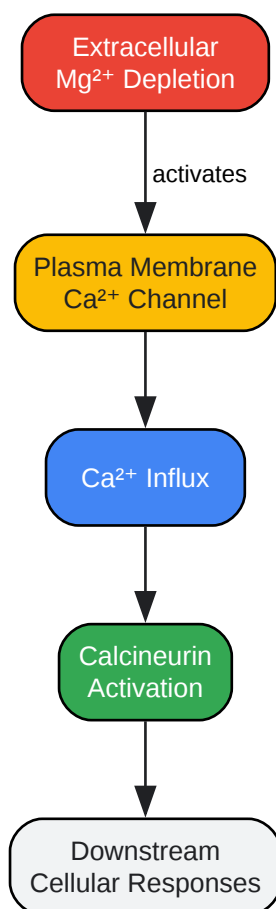 Extracellular
Mg²⁺ Depletion
activates
Plasma Membrane
Ca²⁺ Channel
Ca²⁺ Influx
Calcineurin
Activation
Downstream
Cellular Responses